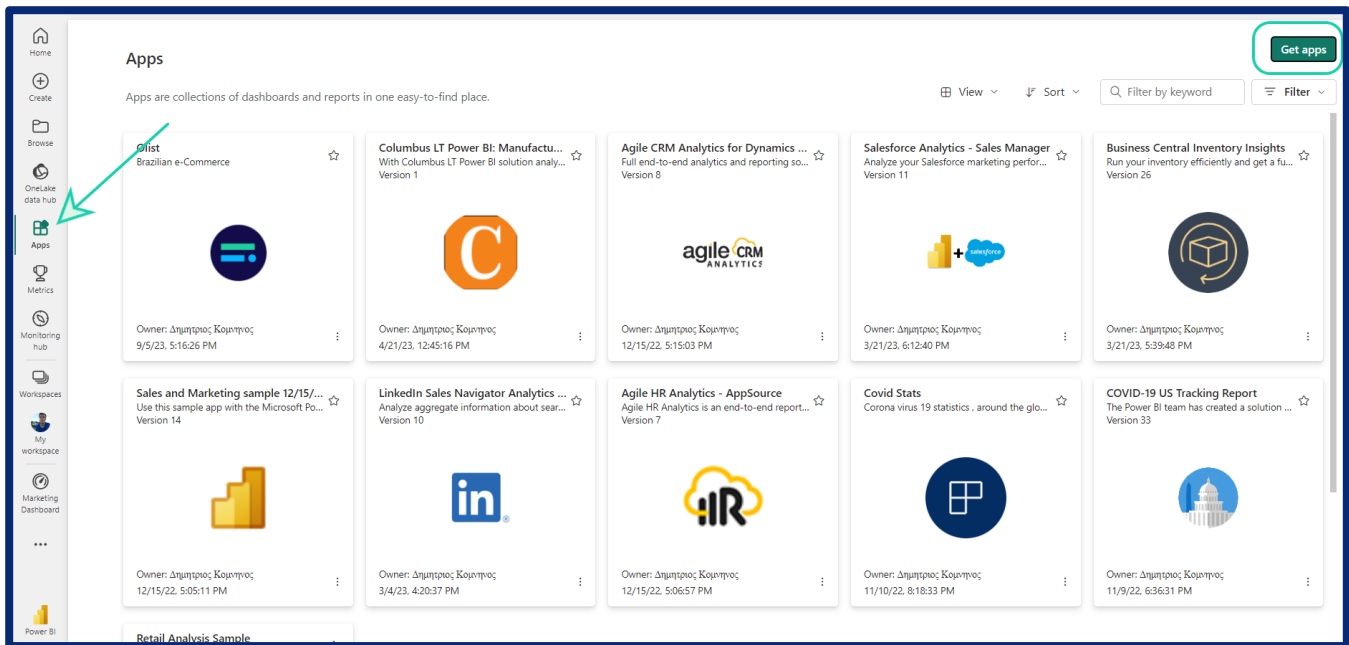 Home
Create
Browse
OneLake
data hub
Apps
Metrics
Monitoring
hub
Workspaces
My
workspace
Marketing
Dashboard
Power BI
Apps
Get apps
Apps are collections of dashboards and reports in one easy-to-find place.
View
Sort
Filter by keyword
Filter
Olist
Brazilian e-Commerce
Owner: Δημητριος Κομνηνος
9/5/23, 5:16:26 PM
Columbus LT Power BI: Manufactu...
With Columbus LT Power BI solution analy...
Version 1
C
Owner: Δημητριος Κομνηνος
4/21/23, 12:45:16 PM
Agile CRM Analytics for Dynamics ...
Full end-to-end analytics and reporting so...
Version 8
agile CRM
ANALYTICS
Owner: Δημητριος Κομνηνος
12/15/22, 5:15:03 PM
Salesforce Analytics - Sales Manager
Analyze your Salesforce marketing perfor...
Version 11
+ salesforce
Owner: Δημητριος Κομνηνος
3/21/23, 6:12:40 PM
Business Central Inventory Insights
Run your inventory efficiently and get a fu...
Version 26
Owner: Δημητριος Κομνηνος
3/21/23, 5:39:48 PM
Sales and Marketing sample 12/15/...
Use this sample app with the Microsoft Po...
Version 14
Owner: Δημητριος Κομνηνος
12/15/22, 5:05:11 PM
LinkedIn Sales Navigator Analytics ...
Analyze aggregate information about sear...
Version 10
in®
Owner: Δημητριος Κομνηνος
3/4/23, 4:20:37 PM
Agile HR Analytics - AppSource
Agile HR Analytics is an end-to-end report...
Version 7
HR
Owner: Δημητριος Κομνηνος
12/15/22, 5:06:57 PM
Covid Stats
Corona virus 19 statistics , around the glo...
Owner: Δημητριος Κομνηνος
11/10/22, 8:18:33 PM
COVID-19 US Tracking Report
The Power BI team has created a solution ...
Version 33
Owner: Δημητριος Κομνηνος
11/9/22, 6:36:31 PM
Retail Analysis Sample